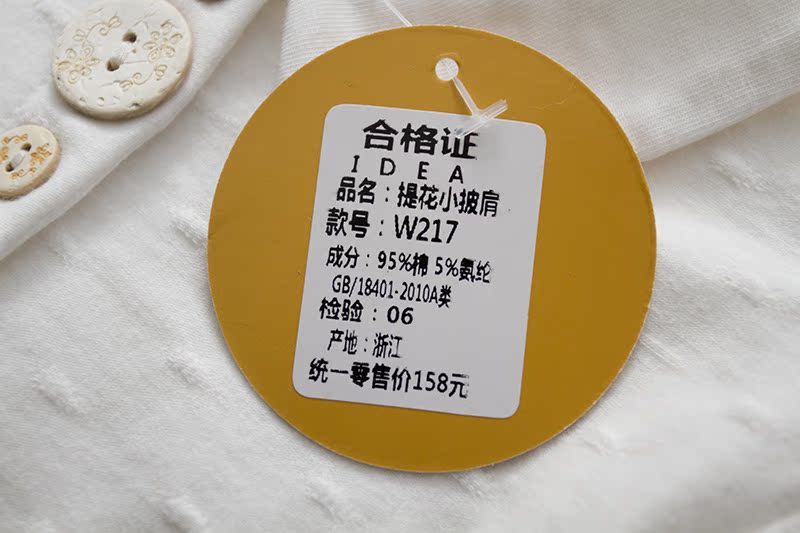 合格证
IDEA
品名：提花小披肩
款号：W217
成分：95%棉 5%氨纶
GB/18401-2010A类
检验：06
产地：浙江
统一零售价158元